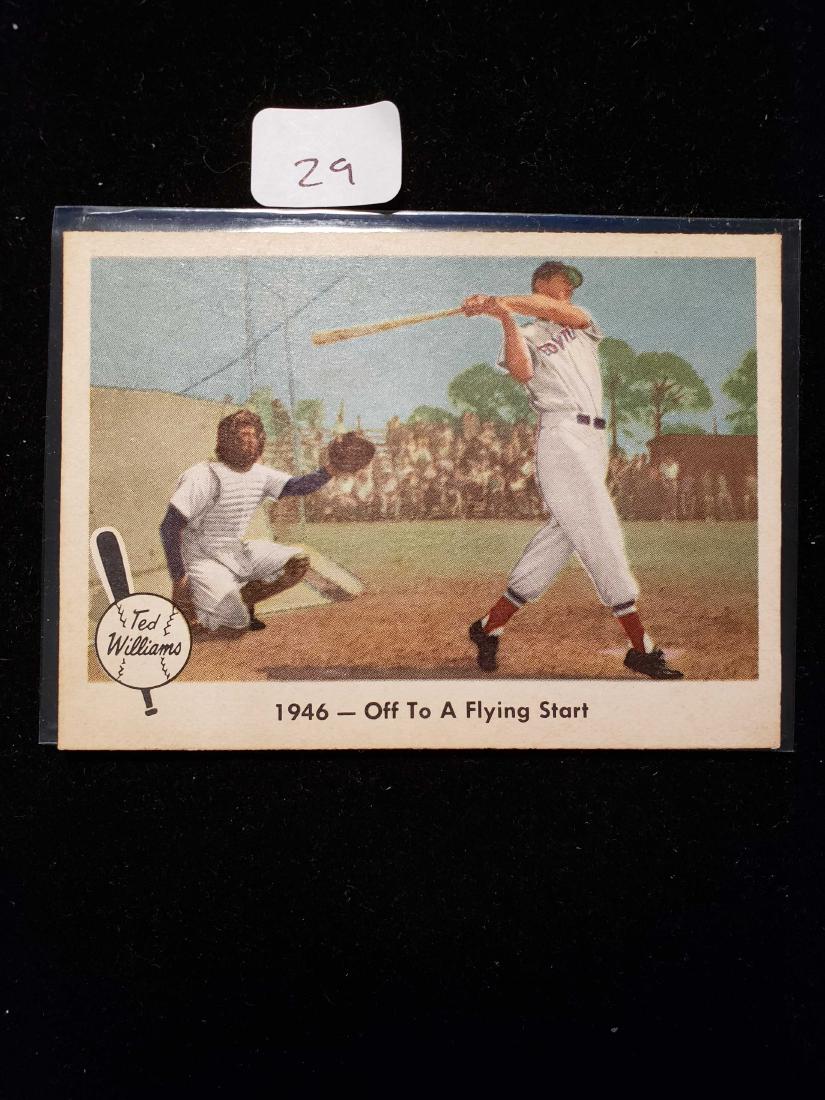 29
Ted
Williams
1946 — Off To A Flying Start